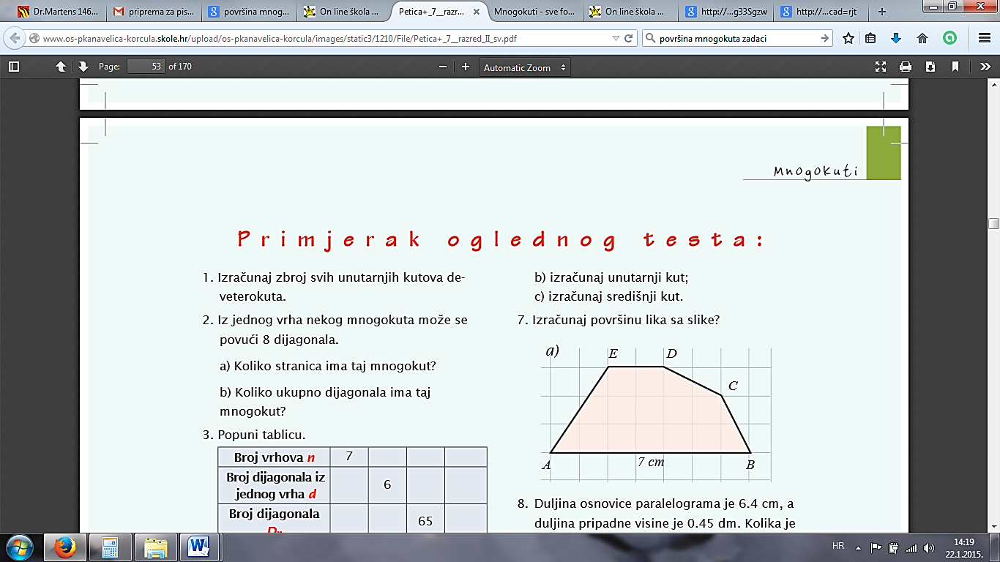 Dr.Martens 146...
priprema za pis...
površina mnog...
On line škola ...
Petica+_7__razr...
Mnogokuti - sve fo...
On line škola ...
http://...g33Sgzw
http://...cad=rjt
www.os-pkanavelica-korcula.skole.hr/upload/os-pkanavelica-korcula/images/static3/1210/File/Petica+_7__razred_II_sv.pdf
površina mnogokuta zadaci
Page: 53 of 170
Automatic Zoom
Mnogokuti
Primjerak oglednog testa:
1. Izračunaj zbroj svih unutarnjih kutova de-
veterokuta.
2. Iz jednog vrha nekog mnogokuta može se
povući 8 dijagonala.
a) Koliko stranica ima taj mnogokut?
b) Koliko ukupno dijagonala ima taj
mnogokut?
3. Popuni tablicu.
Broj vrhova n 7
Broj dijagonala iz
jednog vrha d 6
Broj dijagonala
65
b) izračunaj unutarnji kut;
c) izračunaj središnji kut.
7. Izračunaj površinu lika sa slike?
a)
E D
C
A 7 cm B
8. Duljina osnovice paralelograma je 6.4 cm, a
duljina pripadne visine je 0.45 dm. Kolika je
HR
14:19
22.1.2015.